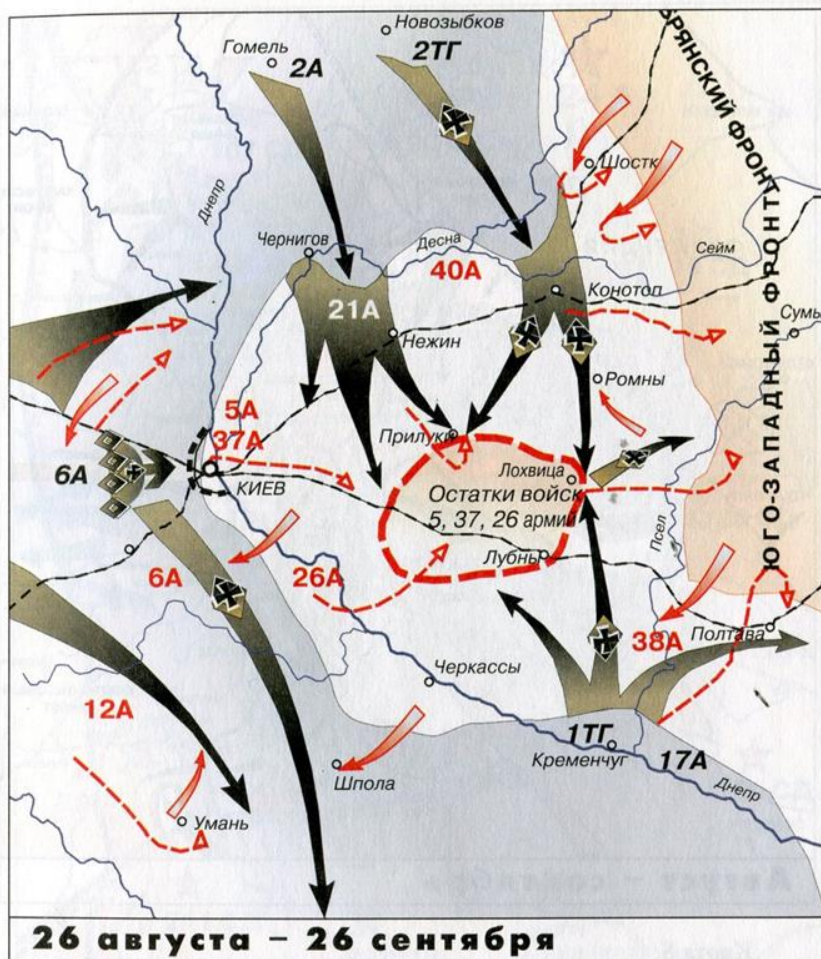 Новозыбков
Гомель
2А
2ТГ
БРЯНСКИЙ ФРОНТ
Шостк
Днепр
ЮГО-ЗАПАДНЫЙ ФРОНТ
Чернигов
Десна
Сейм
40А
21А
Конотоп
Сумы
Нежин
Ромны
5А
37А
Прилуки
6А
КИЕВ
Лохвица
Остатки войск
5, 37, 26 армий
Псел
Лубны
6А
26А
38А
Полтава
Черкассы
12А
1ТГ
Кременчуг
17А
Шпола
Днепр
Умань
26 августа – 26 сентября